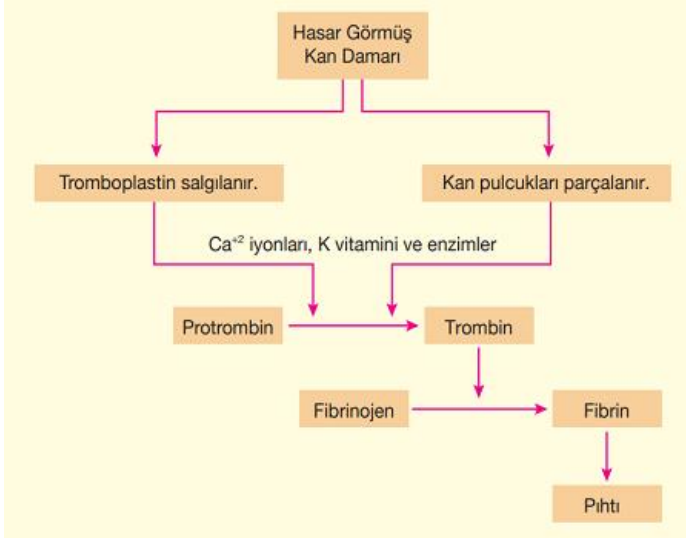 Hasar Görmüş
Kan Damarı
Tromboplastin salgılanır.
Kan pulcukları parçalanır.
Ca⁺² iyonları, K vitamini ve enzimler
Protrombin
Trombin
Fibrinojen
Fibrin
Pıhtı